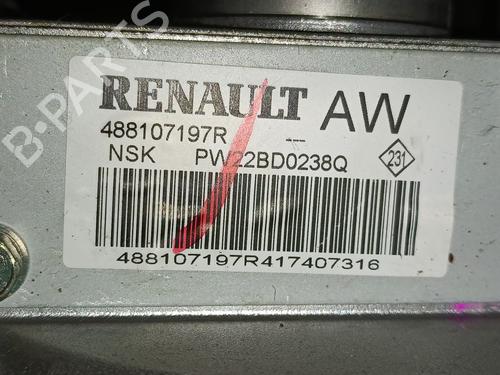 RENAULT AW
488107197R --
NSK PW22BD0238Q 231
488107197R417407316
B-PARTS